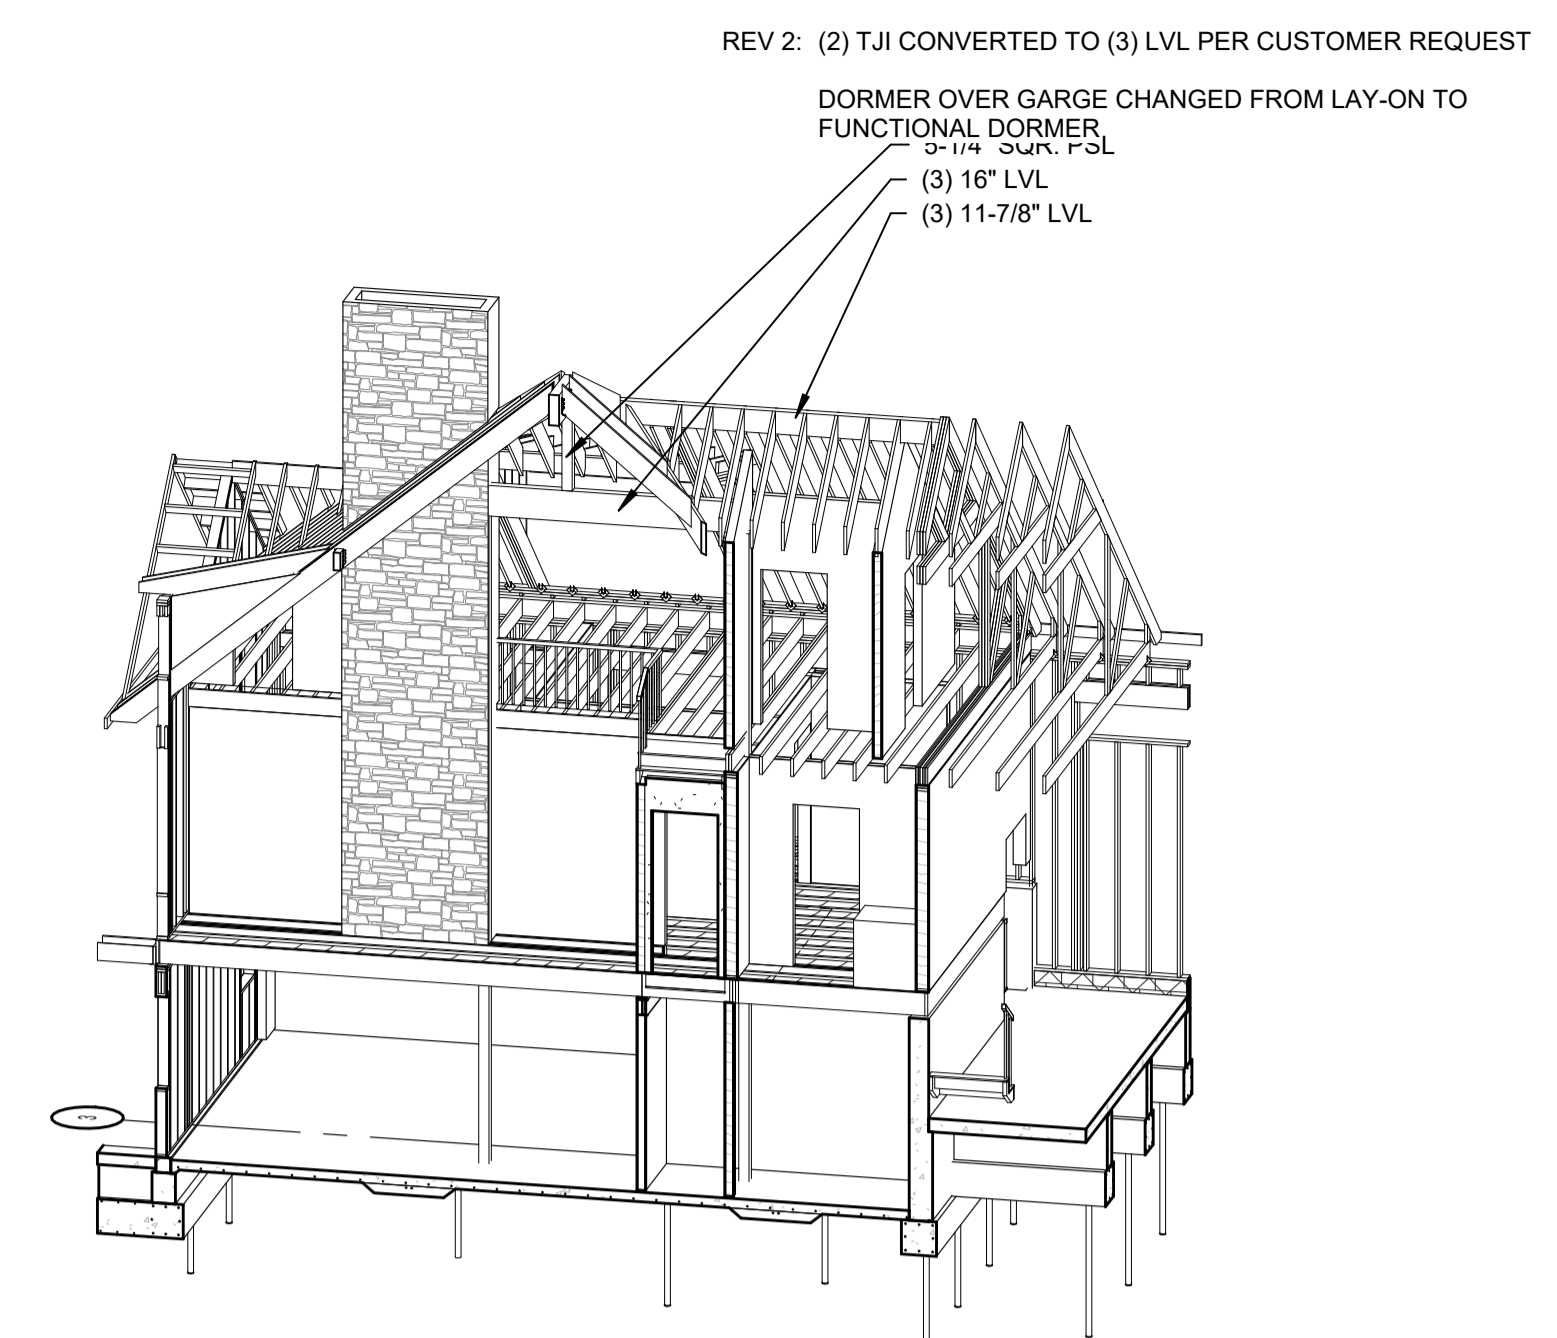 REV 2: (2) TJI CONVERTED TO (3) LVL PER CUSTOMER REQUEST
DORMER OVER GARGE CHANGED FROM LAY-ON TO
FUNCTIONAL DORMER
5-1/4" SQR. PSL
(3) 16" LVL
(3) 11-7/8" LVL
3